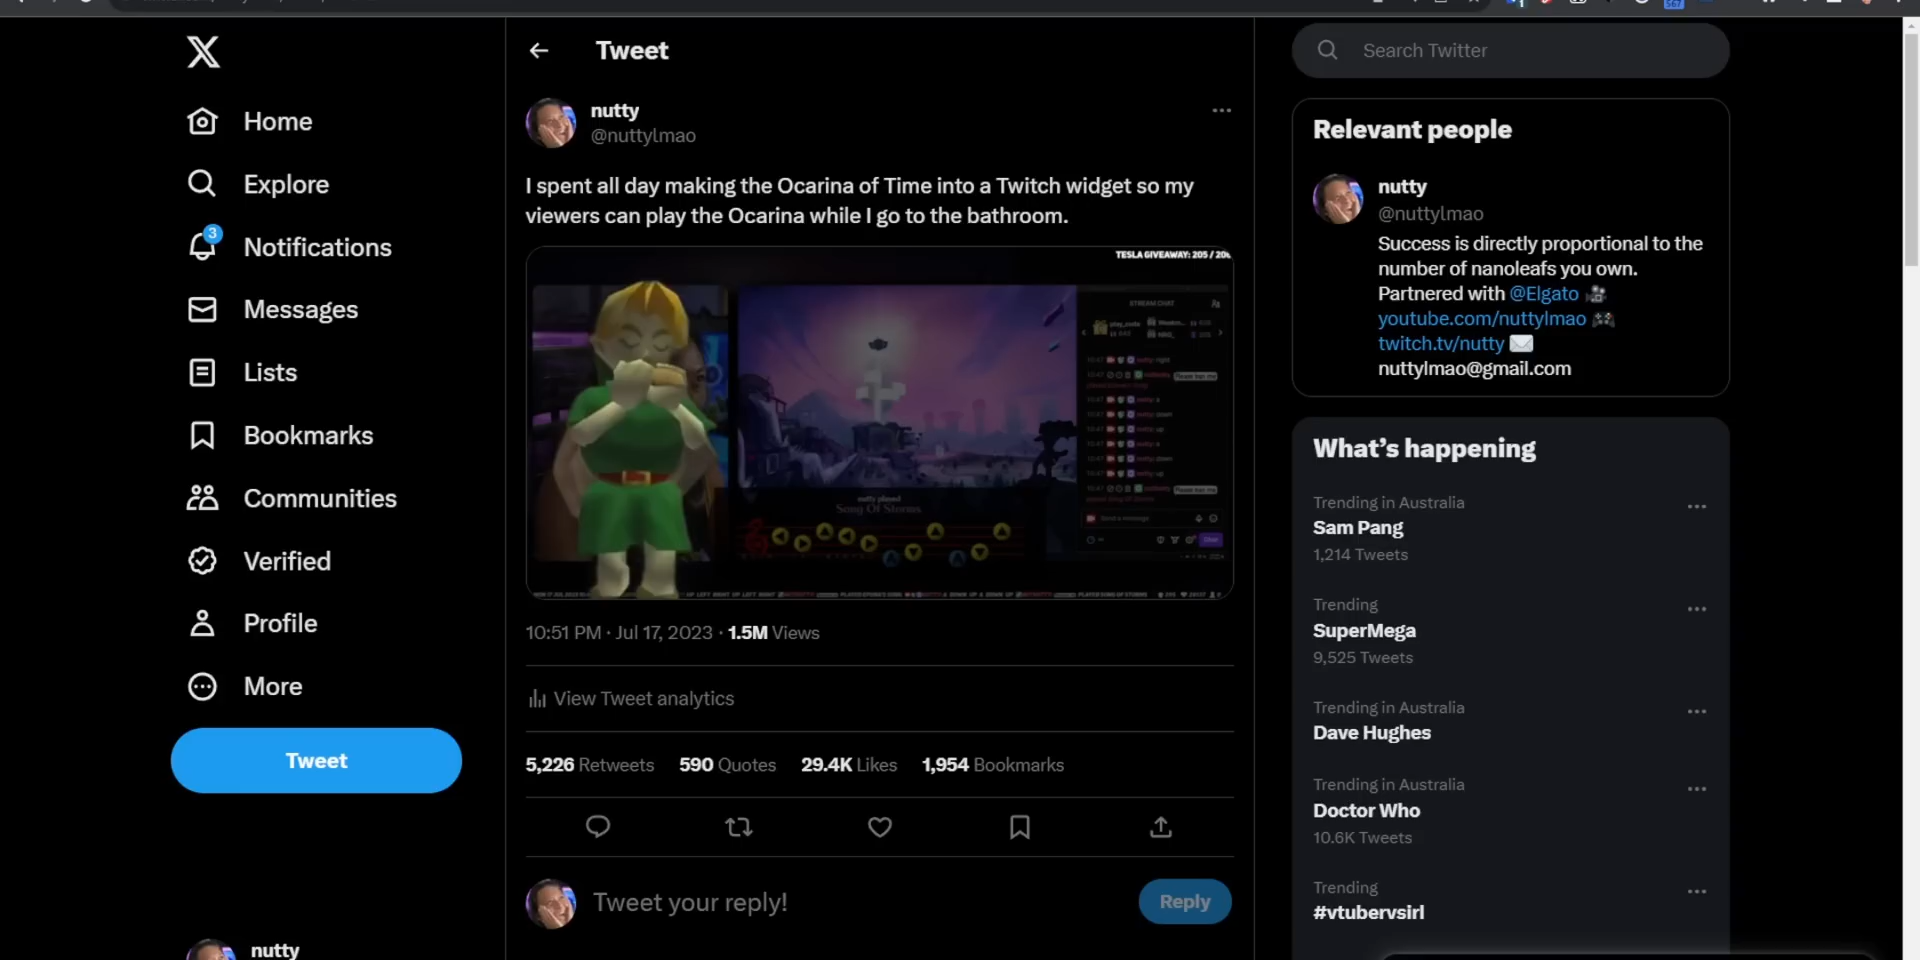 Home
Explore
3
Notifications
Messages
Lists
Bookmarks
Communities
Verified
Profile
More
Tweet
nutty
Tweet
nutty
@nuttylmao
I spent all day making the Ocarina of Time into a Twitch widget so my
viewers can play the Ocarina while I go to the bathroom.
TESLA GIVEAWAY: 205 / 20
STREAM CHAT
nutty played
Song Of Storms
10:51 PM · Jul 17, 2023 · 1.5M Views
View Tweet analytics
5,226 Retweets 590 Quotes 29.4K Likes 1,954 Bookmarks
Tweet your reply!
Reply
Search Twitter
Relevant people
nutty
@nuttylmao
Success is directly proportional to the
number of nanoleafs you own.
Partnered with @Elgato 🎥
youtube.com/nuttylmao 🎮
twitch.tv/nutty ✉️
nuttylmao@gmail.com
What's happening
Trending in Australia
Sam Pang
1,214 Tweets
Trending
SuperMega
9,525 Tweets
Trending in Australia
Dave Hughes
Trending in Australia
Doctor Who
10.6K Tweets
Trending
#vtubervsirl